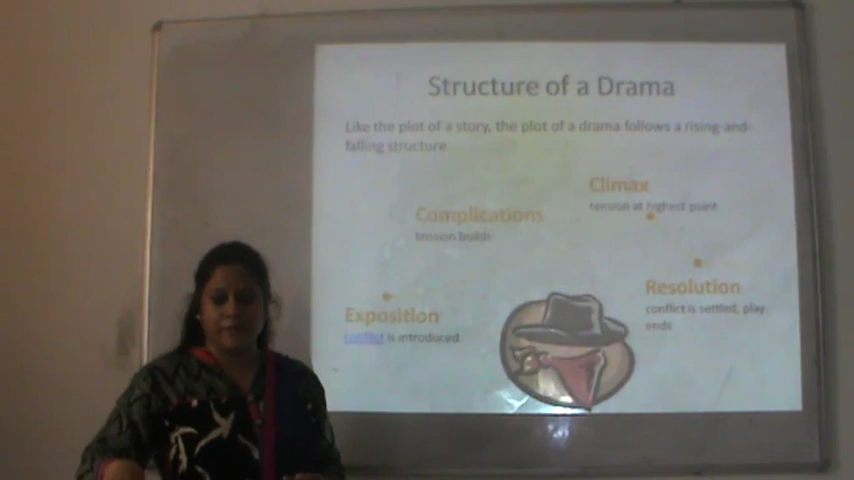 Structure of a Drama
Like the plot of a story, the plot of a drama follows a rising-and-
falling structure
Climax
tension at highest point
Complications
tension builds
Resolution
conflict is settled, play
ends
Exposition
conflict is introduced